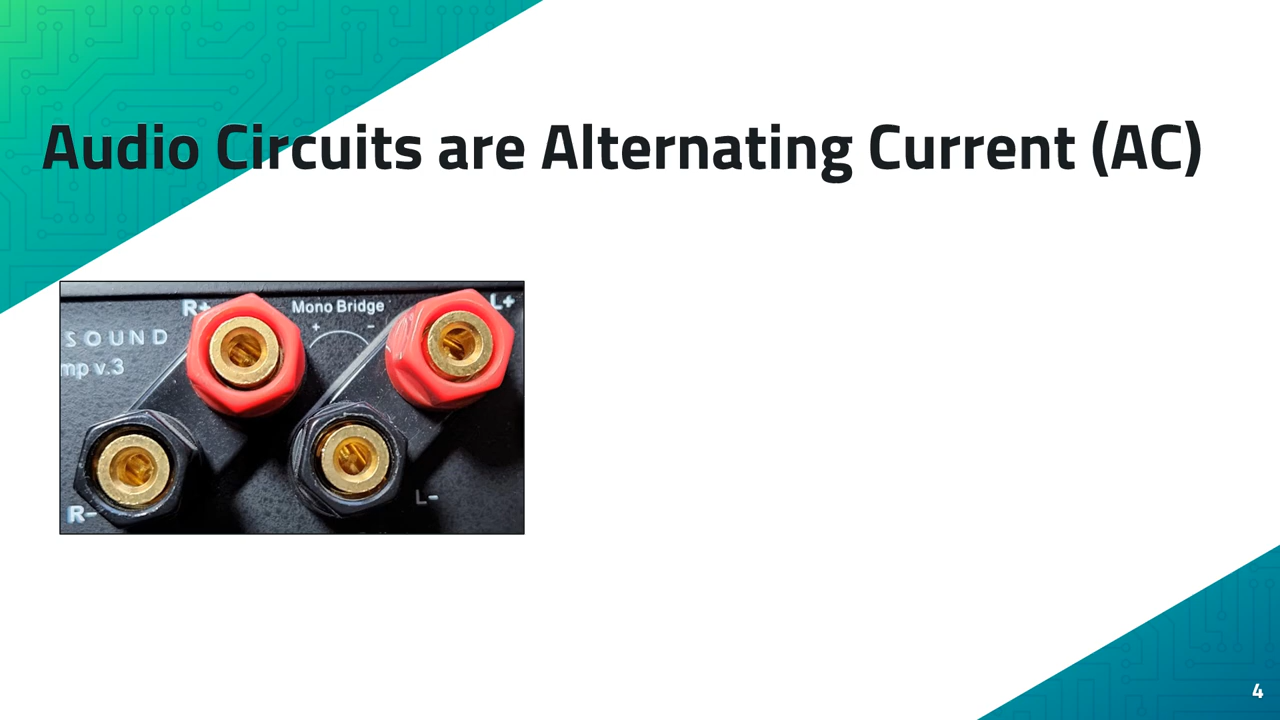 Audio Circuits are Alternating Current (AC)
R+ Mono Bridge L+
+ −
SOUND
mp v.3
L-
R-
4